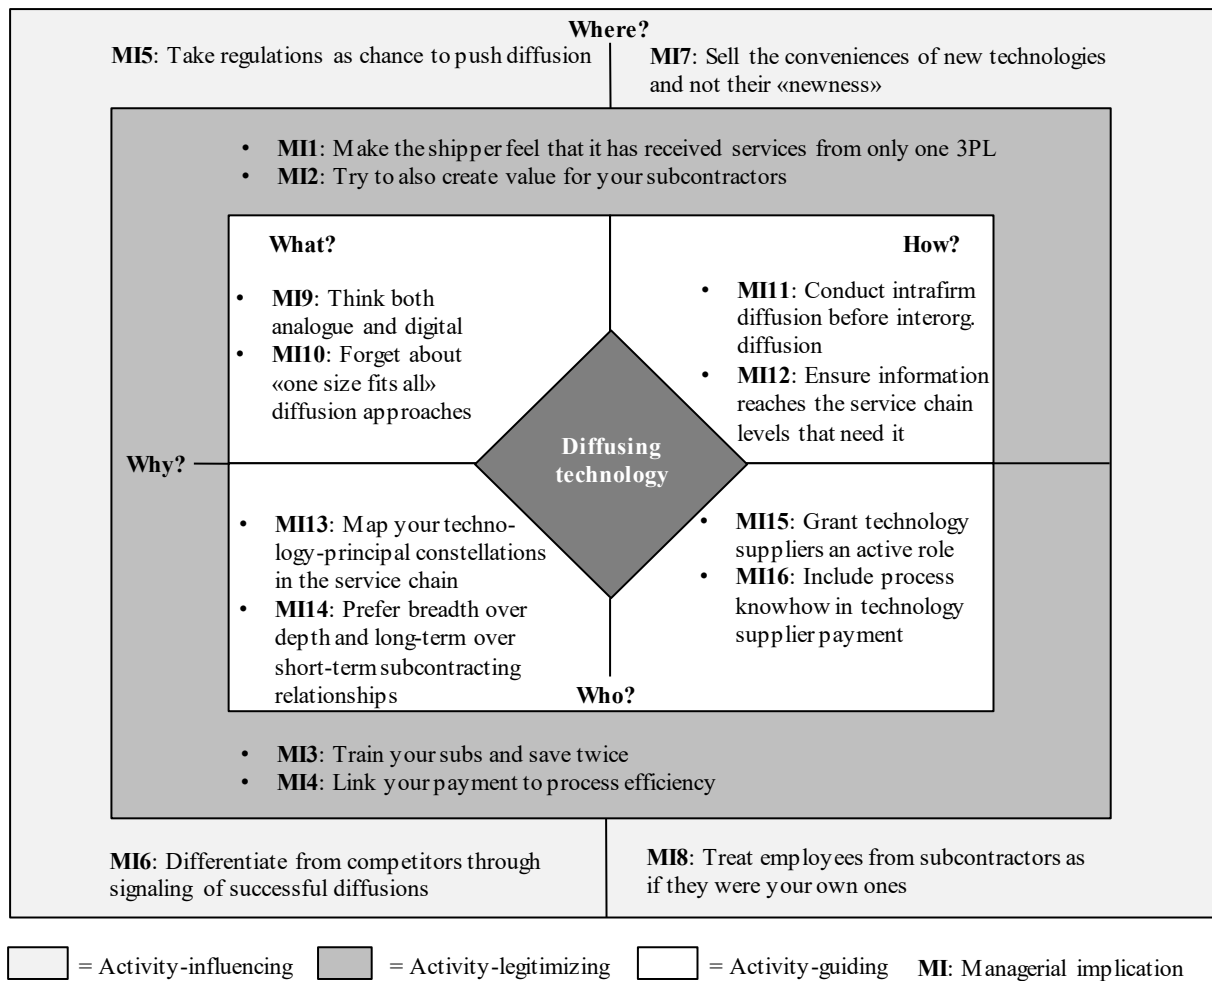 Where?
MI5: Take regulations as chance to push diffusion
MI7: Sell the conveniences of new technologies
and not their «newness»
• MI1: Make the shipper feel that it has received services from only one 3PL
• MI2: Try to also create value for your subcontractors
What?
• MI9: Think both
analogue and digital
• MI10: Forget about
«one size fits all»
diffusion approaches
How?
• MI11: Conduct intrafirm
diffusion before interorg.
diffusion
• MI12: Ensure information
reaches the service chain
levels that need it
Diffusing
technology
Why?
• MI13: Map your techno-
logy-principal constellations
in the service chain
• MI14: Prefer breadth over
depth and long-term over
short-term subcontracting
relationships
• MI15: Grant technology
suppliers an active role
• MI16: Include process
knowhow in technology
supplier payment
Who?
• MI3: Train your subs and save twice
• MI4: Link your payment to process efficiency
MI6: Differentiate from competitors through
signaling of successful diffusions
MI8: Treat employees from subcontractors as
if they were your own ones
= Activity-influencing = Activity-legitimizing = Activity-guiding MI: Managerial implication